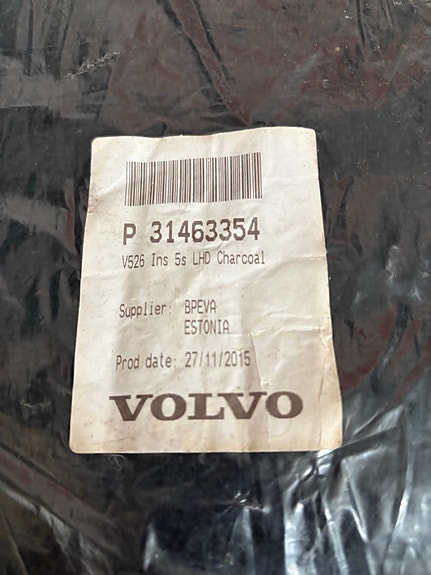 P 31463354
V526 Ins 5s LHD Charcoal
Supplier: BPEVA
ESTONIA
Prod date: 27/11/2015
VOLVO